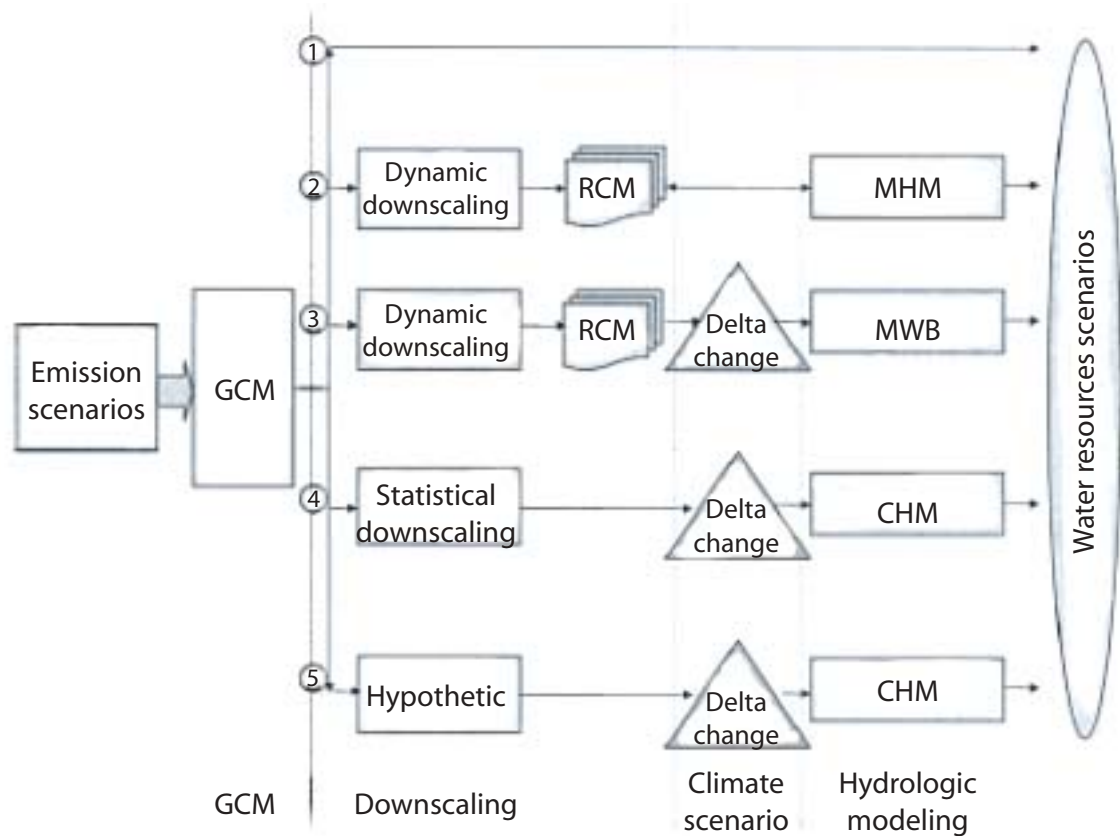 1
2
Dynamic
downscaling
RCM
MHM
3
Dynamic
downscaling
RCM
Delta
change
MWB
Emission
scenarios
GCM
4
Statistical
downscaling
Delta
change
CHM
5
Hypothetic
Delta
change
CHM
Water resources scenarios
GCM
Downscaling
Climate
scenario
Hydrologic
modeling